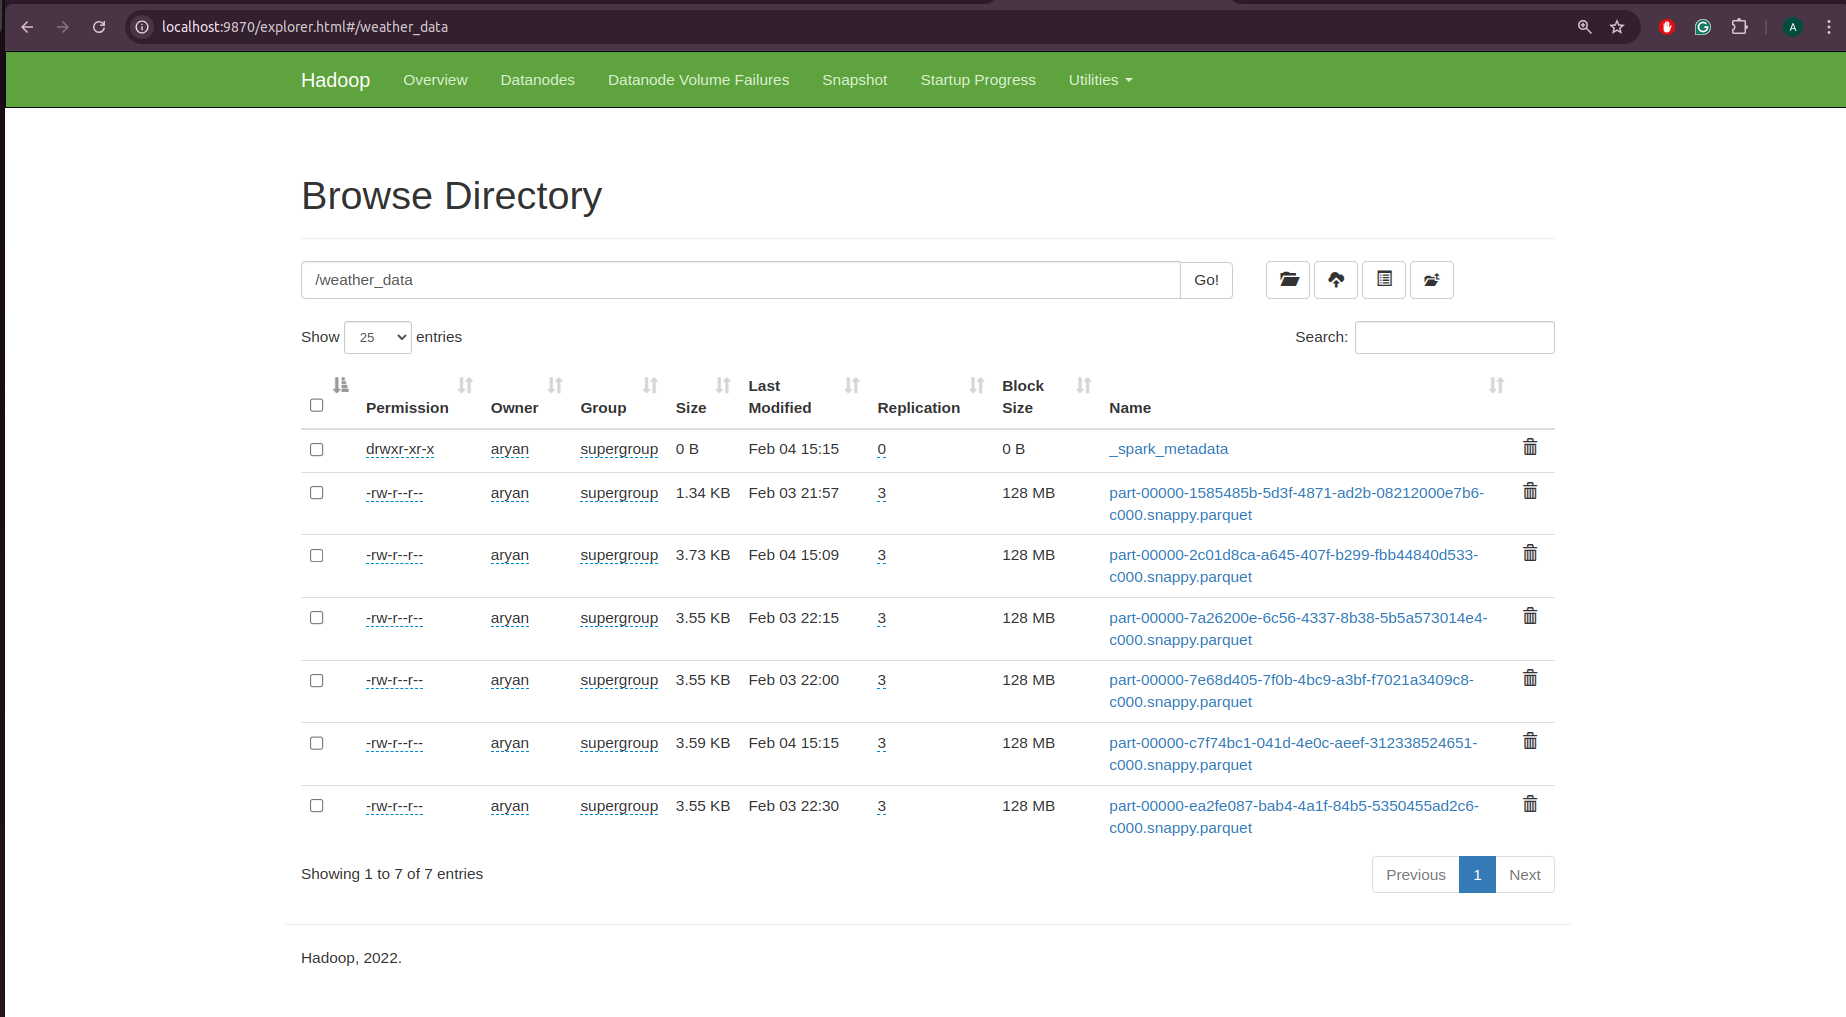 localhost:9870/explorer.html#/weather_data
A
Hadoop Overview Datanodes Datanode Volume Failures Snapshot Startup Progress Utilities
Browse Directory
/weather_data Go!
Show 25 entries Search:
Permission Owner Group Size Last Modified Replication Block Size Name
drwxr-xr-x aryan supergroup 0 B Feb 04 15:15 0 0 B _spark_metadata
-rw-r--r-- aryan supergroup 1.34 KB Feb 03 21:57 3 128 MB part-00000-1585485b-5d3f-4871-ad2b-08212000e7b6-
c000.snappy.parquet
-rw-r--r-- aryan supergroup 3.73 KB Feb 04 15:09 3 128 MB part-00000-2c01d8ca-a645-407f-b299-fbb44840d533-
c000.snappy.parquet
-rw-r--r-- aryan supergroup 3.55 KB Feb 03 22:15 3 128 MB part-00000-7a26200e-6c56-4337-8b38-5b5a573014e4-
c000.snappy.parquet
-rw-r--r-- aryan supergroup 3.55 KB Feb 03 22:00 3 128 MB part-00000-7e68d405-7f0b-4bc9-a3bf-f7021a3409c8-
c000.snappy.parquet
-rw-r--r-- aryan supergroup 3.59 KB Feb 04 15:15 3 128 MB part-00000-c7f74bc1-041d-4e0c-aeef-312338524651-
c000.snappy.parquet
-rw-r--r-- aryan supergroup 3.55 KB Feb 03 22:30 3 128 MB part-00000-ea2fe087-bab4-4a1f-84b5-5350455ad2c6-
c000.snappy.parquet
Showing 1 to 7 of 7 entries Previous 1 Next
Hadoop, 2022.